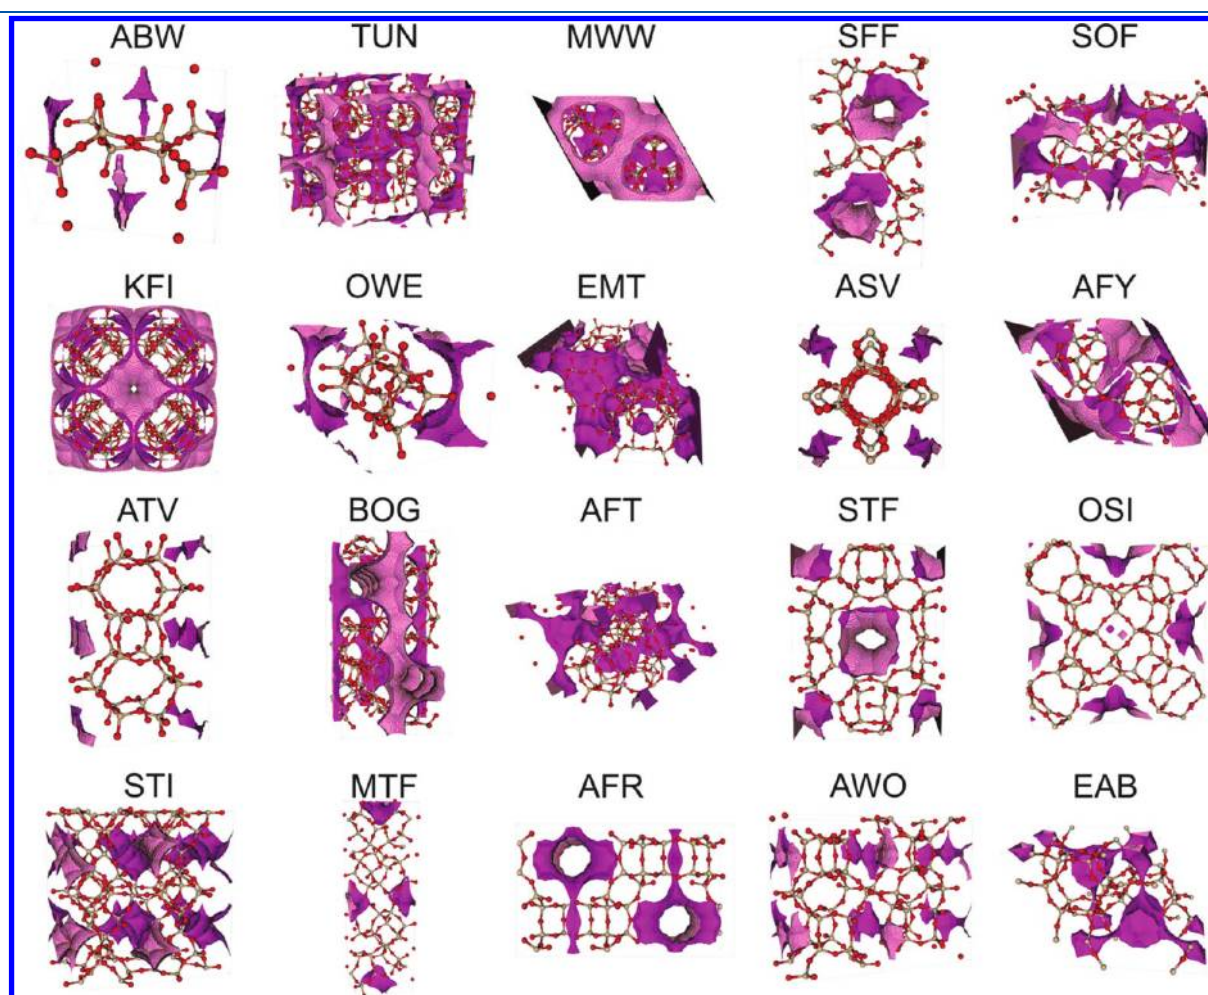 ABW TUN MWW SFF SOF
KFI OWE EMT ASV AFY
ATV BOG AFT STF OSI
STI MTF AFR AWO EAB